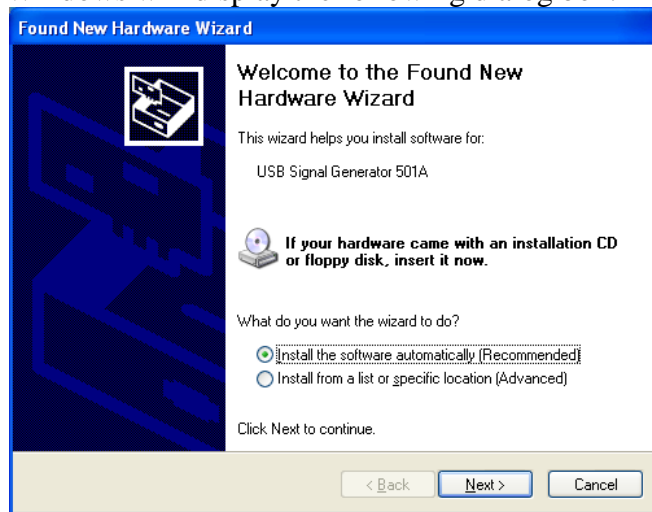 Found New Hardware Wizard
Welcome to the Found New
Hardware Wizard
This wizard helps you install software for:
USB Signal Generator 501A
If your hardware came with an installation CD
or floppy disk, insert it now.
What do you want the wizard to do?
Install the software automatically (Recommended)
Install from a list or specific location (Advanced)
Click Next to continue.
< Back Next > Cancel